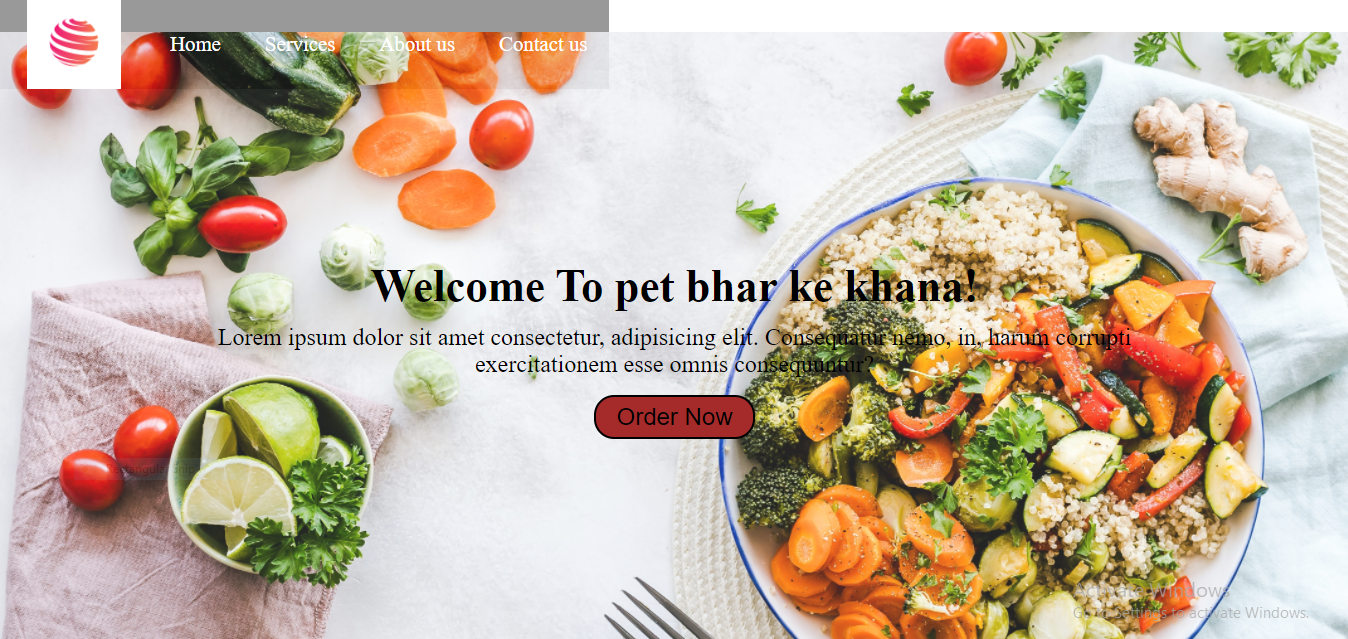 Home Services About us Contact us
Welcome To pet bhar ke khana!
Lorem ipsum dolor sit amet consectetur, adipisicing elit. Consequatur nemo, in, harum corrupti
exercitationem esse omnis consequuntur?
Order Now
Activate Windows
Go to Settings to activate Windows.